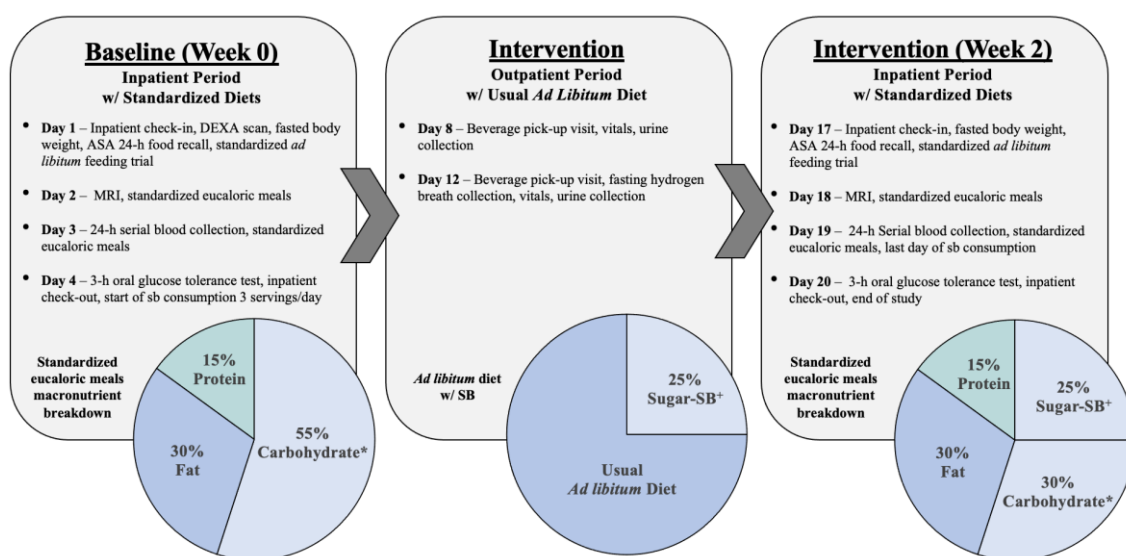 Baseline (Week 0)
Inpatient Period
w/ Standardized Diets
• Day 1 – Inpatient check-in, DEXA scan, fasted body
weight, ASA 24-h food recall, standardized ad
libitum feeding trial
• Day 2 – MRI, standardized eucaloric meals
• Day 3 – 24-h serial blood collection, standardized
eucaloric meals
• Day 4 – 3-h oral glucose tolerance test, inpatient
check-out, start of sb consumption 3 servings/day
Standardized
eucaloric meals
macronutrient
breakdown
15%
Protein
30%
Fat
55%
Carbohydrate*
Intervention
Outpatient Period
w/ Usual Ad Libitum Diet
• Day 8 – Beverage pick-up visit, vitals, urine
collection
• Day 12 – Beverage pick-up visit, fasting hydrogen
breath collection, vitals, urine collection
Ad libitum diet
w/ SB
25%
Sugar-SB+
Usual
Ad libitum Diet
Intervention (Week 2)
Inpatient Period
w/ Standardized Diets
• Day 17 – Inpatient check-in, fasted body weight,
ASA 24-h food recall, standardized ad libitum
feeding trial
• Day 18 – MRI, standardized eucaloric meals
• Day 19 – 24-h Serial blood collection, standardized
eucaloric meals, last day of sb consumption
• Day 20 – 3-h oral glucose tolerance test, inpatient
check-out, end of study
Standardized
eucaloric meals
macronutrient
breakdown
15%
Protein
25%
Sugar-SB+
30%
Fat
30%
Carbohydrate*